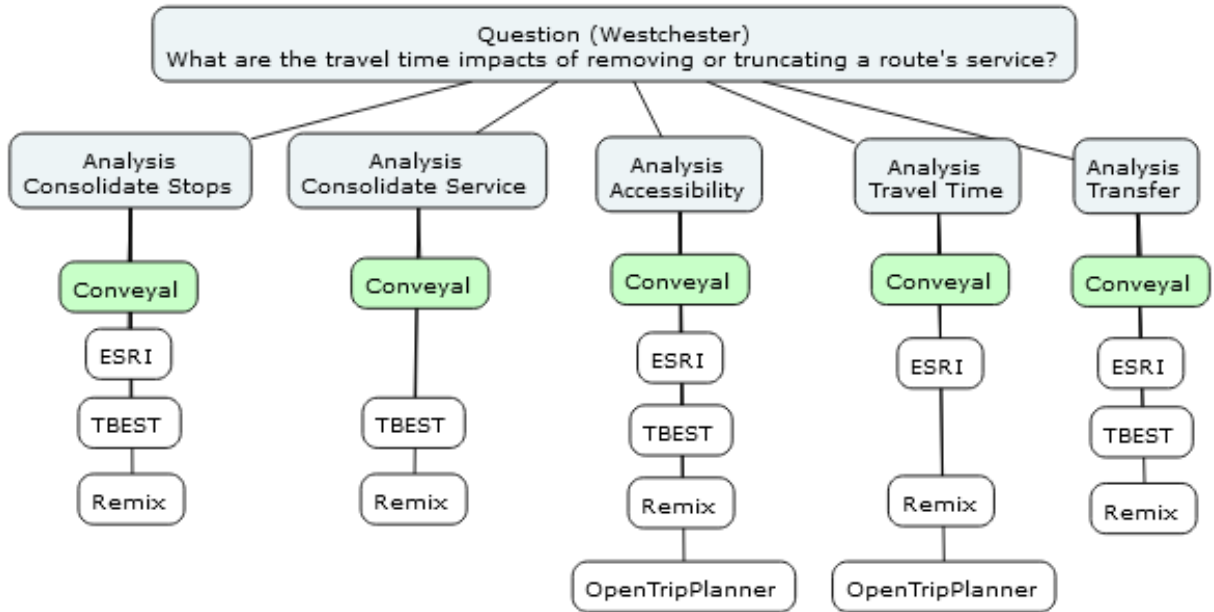 Question (Westchester)
What are the travel time impacts of removing or truncating a route's service?
Analysis
Consolidate Stops
Conveyal
ESRI
TBEST
Remix
Analysis
Consolidate Service
Conveyal
TBEST
Remix
Analysis
Accessibility
Conveyal
ESRI
TBEST
Remix
OpenTripPlanner
Analysis
Travel Time
Conveyal
ESRI
Remix
OpenTripPlanner
Analysis
Transfer
Conveyal
ESRI
TBEST
Remix